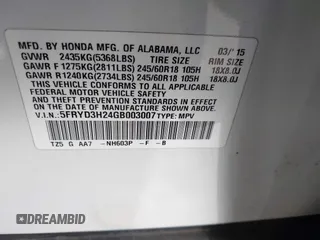 MFD. BY HONDA MFG. OF ALABAMA, LLC 03/'15
GVWR 2435KG(5368LBS) TIRE SIZE RIM SIZE
GAWR F 1275KG(2811LBS) 245/60R18 105H 18X8.0J
GAWR R 1240KG(2734LBS) 245/60R18 105H 18X8.0J
THIS VEHICLE CONFORMS TO ALL APPLICABLE FEDERAL
MOTOR VEHICLE SAFETY AND THEFT PREVENTION
STANDARDS IN EFFECT ON THE DATE OF
MANUFACTURE SHOWN ABOVE.
V.I.N.: 5FRYD3H24GB003007 TYPE: MPV
TZ5 G AA7 -NH603P -F -B
DREAMBID